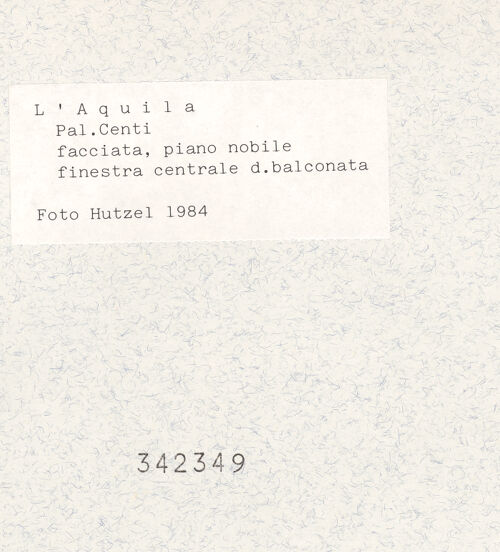 L'Aquila
Pal.Centi
facciata, piano nobile
finestra centrale d.balconata
Foto Hutzel 1984
342349